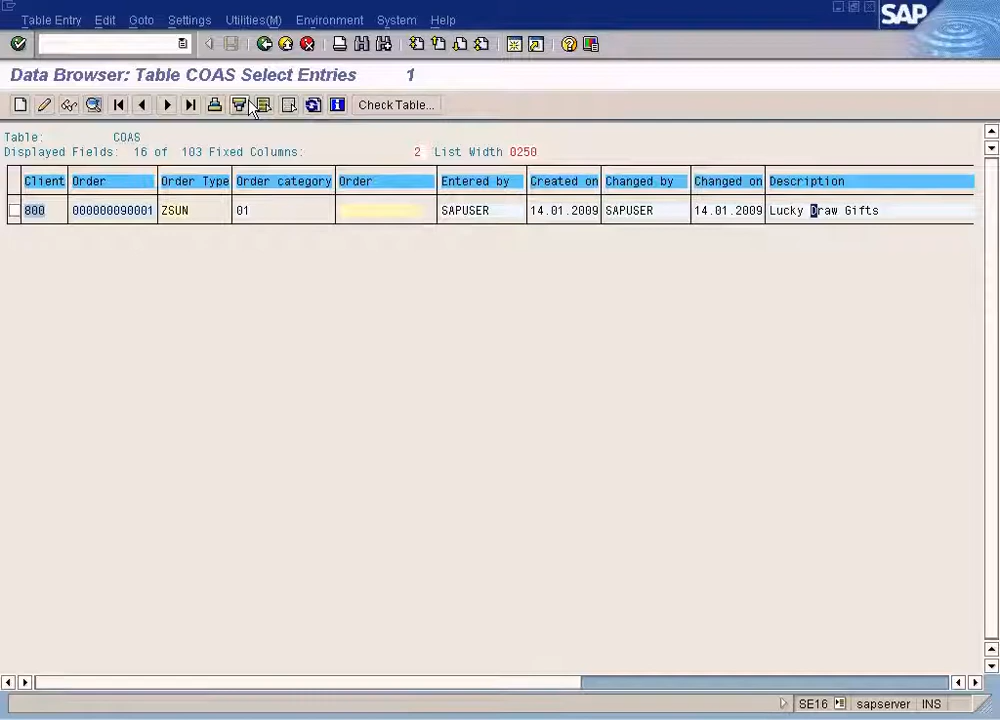 Table Entry Edit Goto Settings Utilities(M) Environment System Help
SAP
Data Browser: Table COAS Select Entries 1
Check Table...
Table: COAS
Displayed Fields: 16 of 103 Fixed Columns: 2 List Width 0250
Client Order Order Type Order category Order Entered by Created on Changed by Changed on Description
800 000000090001 ZSUN 01 SAPUSER 14.01.2009 SAPUSER 14.01.2009 Lucky Draw Gifts
SE16 sapserver INS